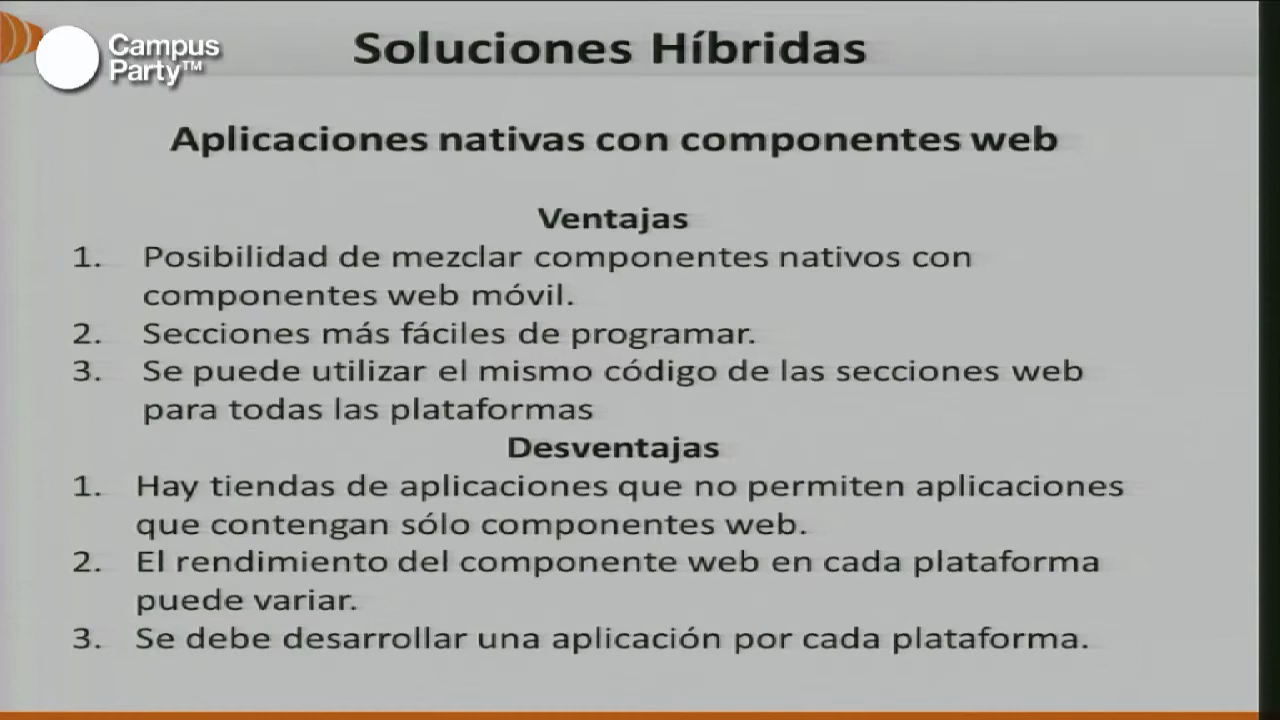 Campus
Party™
Soluciones Híbridas
Aplicaciones nativas con componentes web
Ventajas
1. Posibilidad de mezclar componentes nativos con
componentes web móvil.
2. Secciones más fáciles de programar.
3. Se puede utilizar el mismo código de las secciones web
para todas las plataformas
Desventajas
1. Hay tiendas de aplicaciones que no permiten aplicaciones
que contengan sólo componentes web.
2. El rendimiento del componente web en cada plataforma
puede variar.
3. Se debe desarrollar una aplicación por cada plataforma.